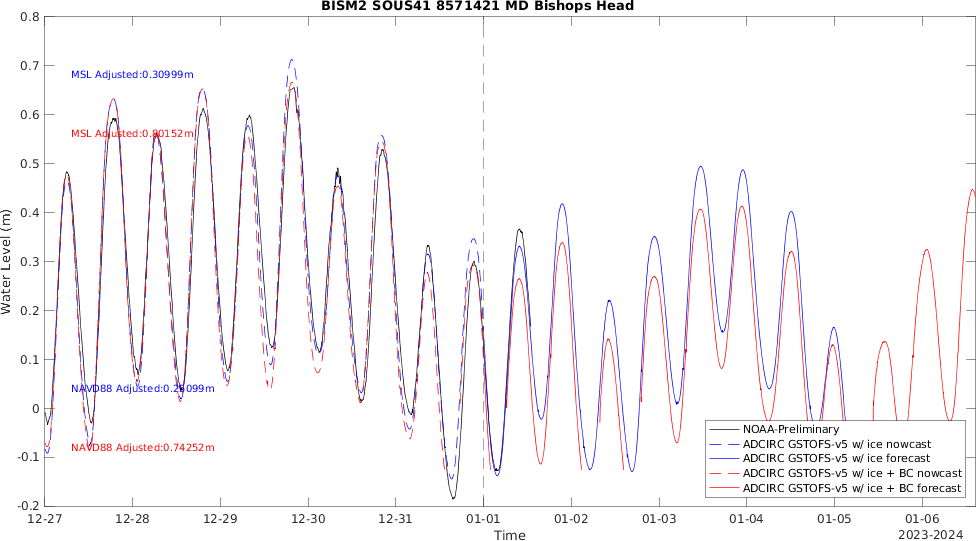 BISM2 SOUS41 8571421 MD Bishops Head
0.8
0.7
MSL Adjusted:0.30999m
0.6
MSL Adjusted:0.80152m
0.5
0.4
0.3
Water Level (m)
0.2
0.1
NAVD88 Adjusted:0.25099m
0
NAVD88 Adjusted:0.74252m
-0.1
-0.2
NOAA-Preliminary
ADCIRC GSTOFS-v5 w/ ice nowcast
ADCIRC GSTOFS-v5 w/ ice forecast
ADCIRC GSTOFS-v5 w/ ice + BC nowcast
ADCIRC GSTOFS-v5 w/ ice + BC forecast
12-27 12-28 12-29 12-30 12-31 01-01 01-02 01-03 01-04 01-05 01-06
Time
2023-2024